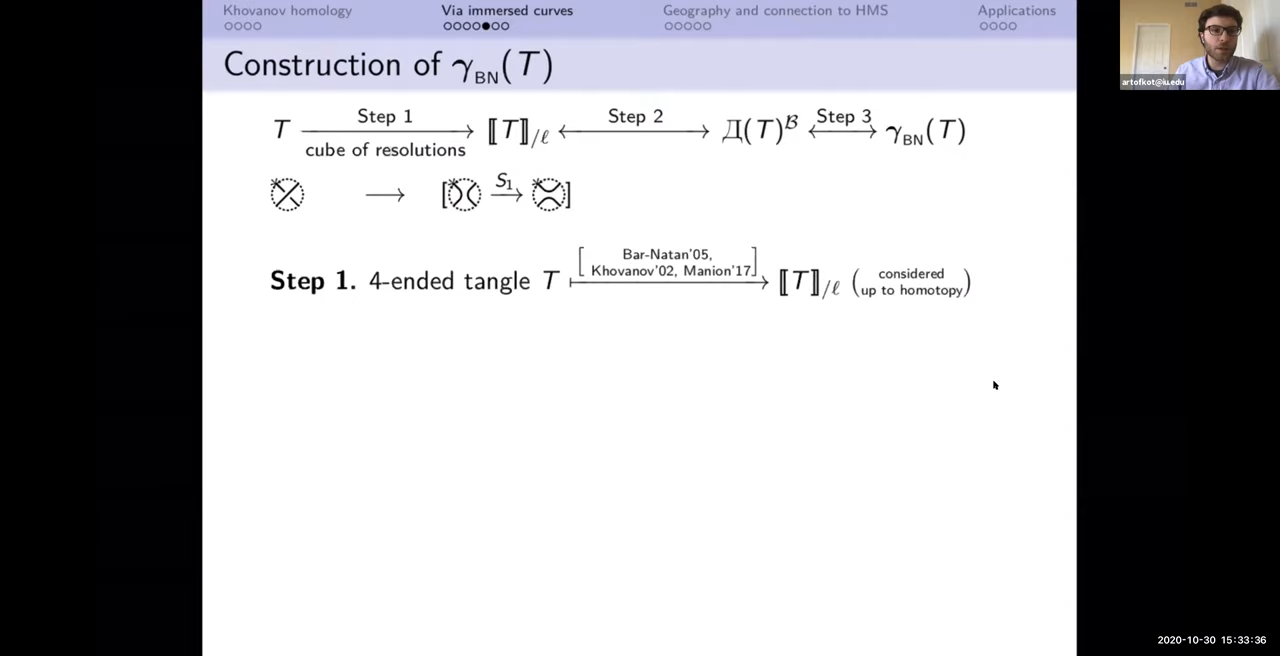 Khovanov homology Via immersed curves Geography and connection to HMS Applications
artofkot@iu.edu
Construction of γ_BN(T)
T —Step 1→ ⟦T⟧/ℓ ←Step 2→ Д(T)^ℬ ←Step 3→ γ_BN(T)
cube of resolutions
→ [ S₁→ ]
Step 1. 4-ended tangle T ↦ [Bar-Natan'05,
Khovanov'02, Manion'17] ⟦T⟧/ℓ (considered
up to homotopy)
2020-10-30 15:33:36